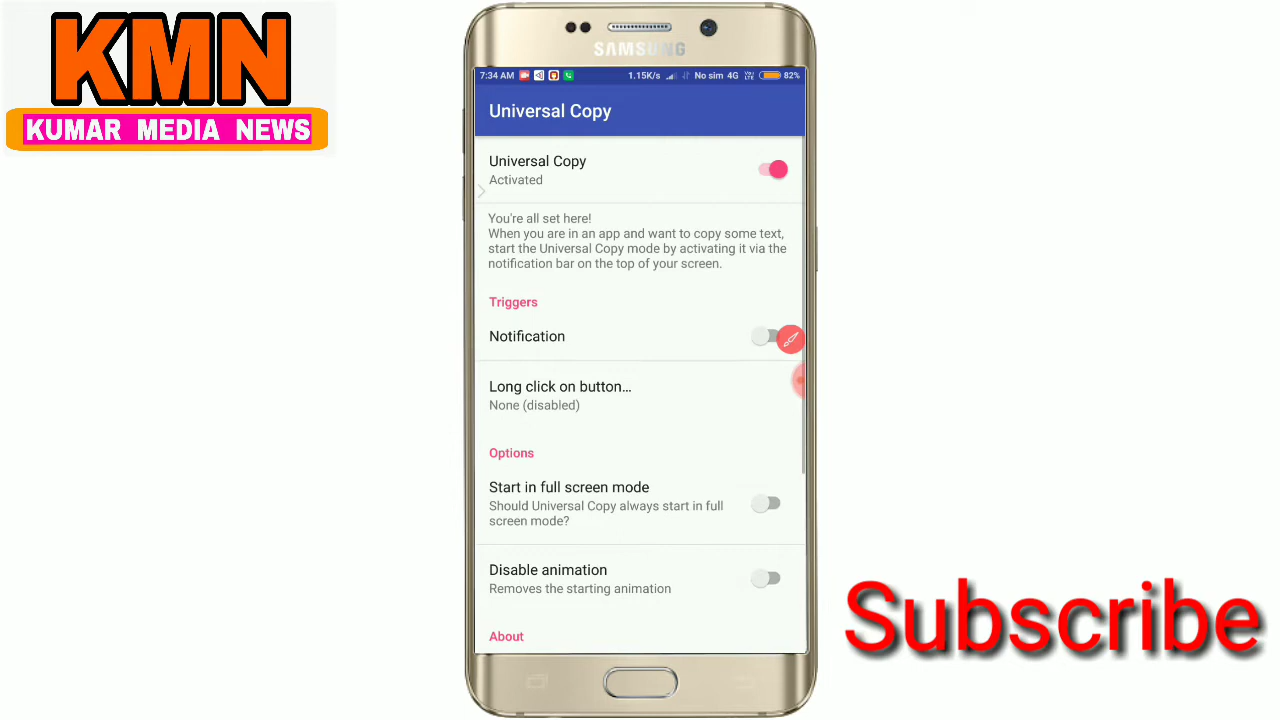 KMN
KUMAR MEDIA NEWS
SAMSUNG
7:34 AM 1.15K/s No sim 4G VoLTE 82%
Universal Copy
Universal Copy
Activated
You're all set here!
When you are in an app and want to copy some text,
start the Universal Copy mode by activating it via the
notification bar on the top of your screen.
Triggers
Notification
Long click on button...
None (disabled)
Options
Start in full screen mode
Should Universal Copy always start in full
screen mode?
Disable animation
Removes the starting animation
About
Subscribe